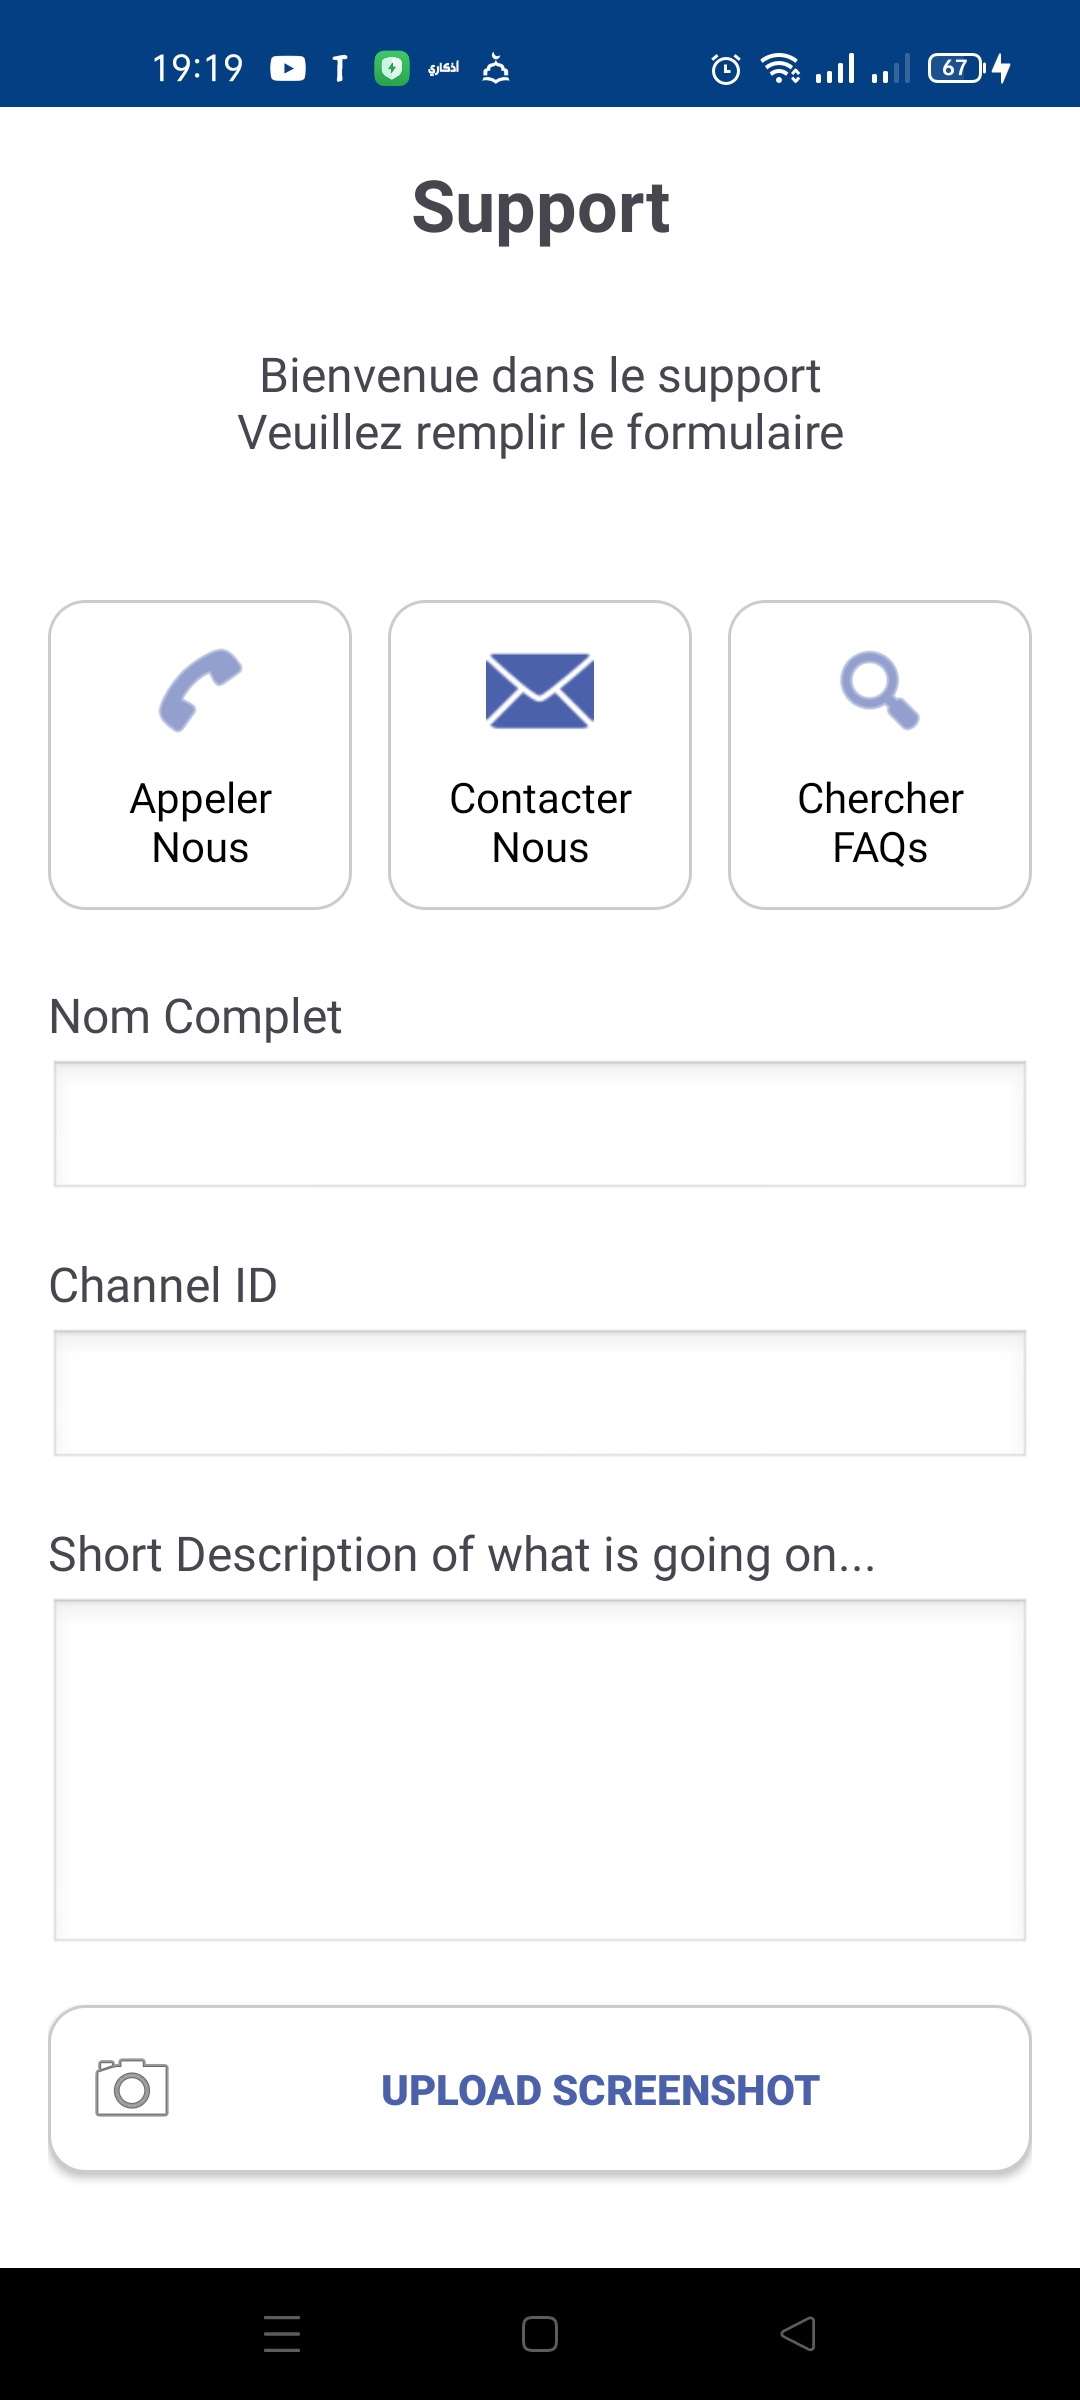 19:19 أذكاري 67
Support
Bienvenue dans le support
Veuillez remplir le formulaire
Appeler
Nous
Contacter
Nous
Chercher
FAQs
Nom Complet
Channel ID
Short Description of what is going on...
UPLOAD SCREENSHOT